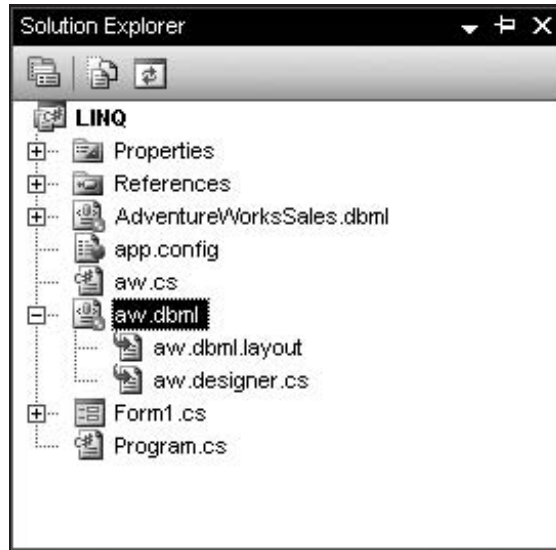 Solution Explorer
LINQ
Properties
References
AdventureWorksSales.dbml
app.config
aw.cs
aw.dbml
aw.dbml.layout
aw.designer.cs
Form1.cs
Program.cs